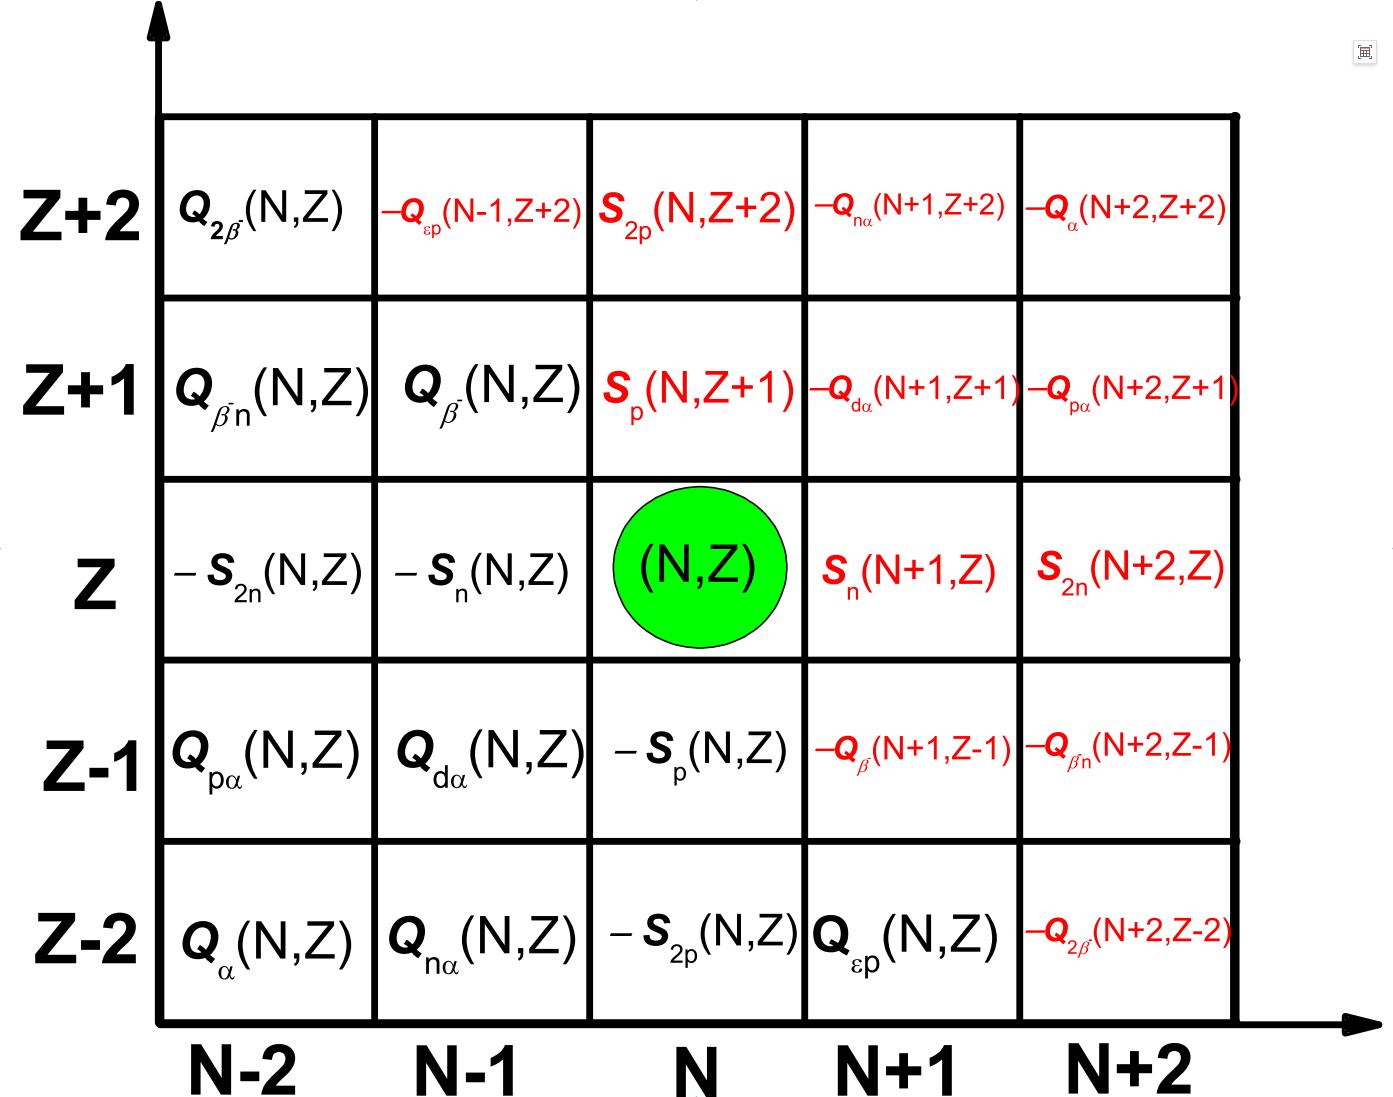 Z+2 Q2β-(N,Z) –Qεp(N-1,Z+2) S2p(N,Z+2) –Qnα(N+1,Z+2) –Qα(N+2,Z+2)
Z+1 Qβ-n(N,Z) Qβ-(N,Z) Sp(N,Z+1) –Qdα(N+1,Z+1) –Qpα(N+2,Z+1)
Z – S2n(N,Z) – Sn(N,Z) (N,Z) Sn(N+1,Z) S2n(N+2,Z)
Z-1 Qpα(N,Z) Qdα(N,Z) – Sp(N,Z) –Qβ-(N+1,Z-1) –Qβ-n(N+2,Z-1)
Z-2 Qα(N,Z) Qnα(N,Z) – S2p(N,Z) Qεp(N,Z) –Q2β-(N+2,Z-2)
N-2 N-1 N N+1 N+2